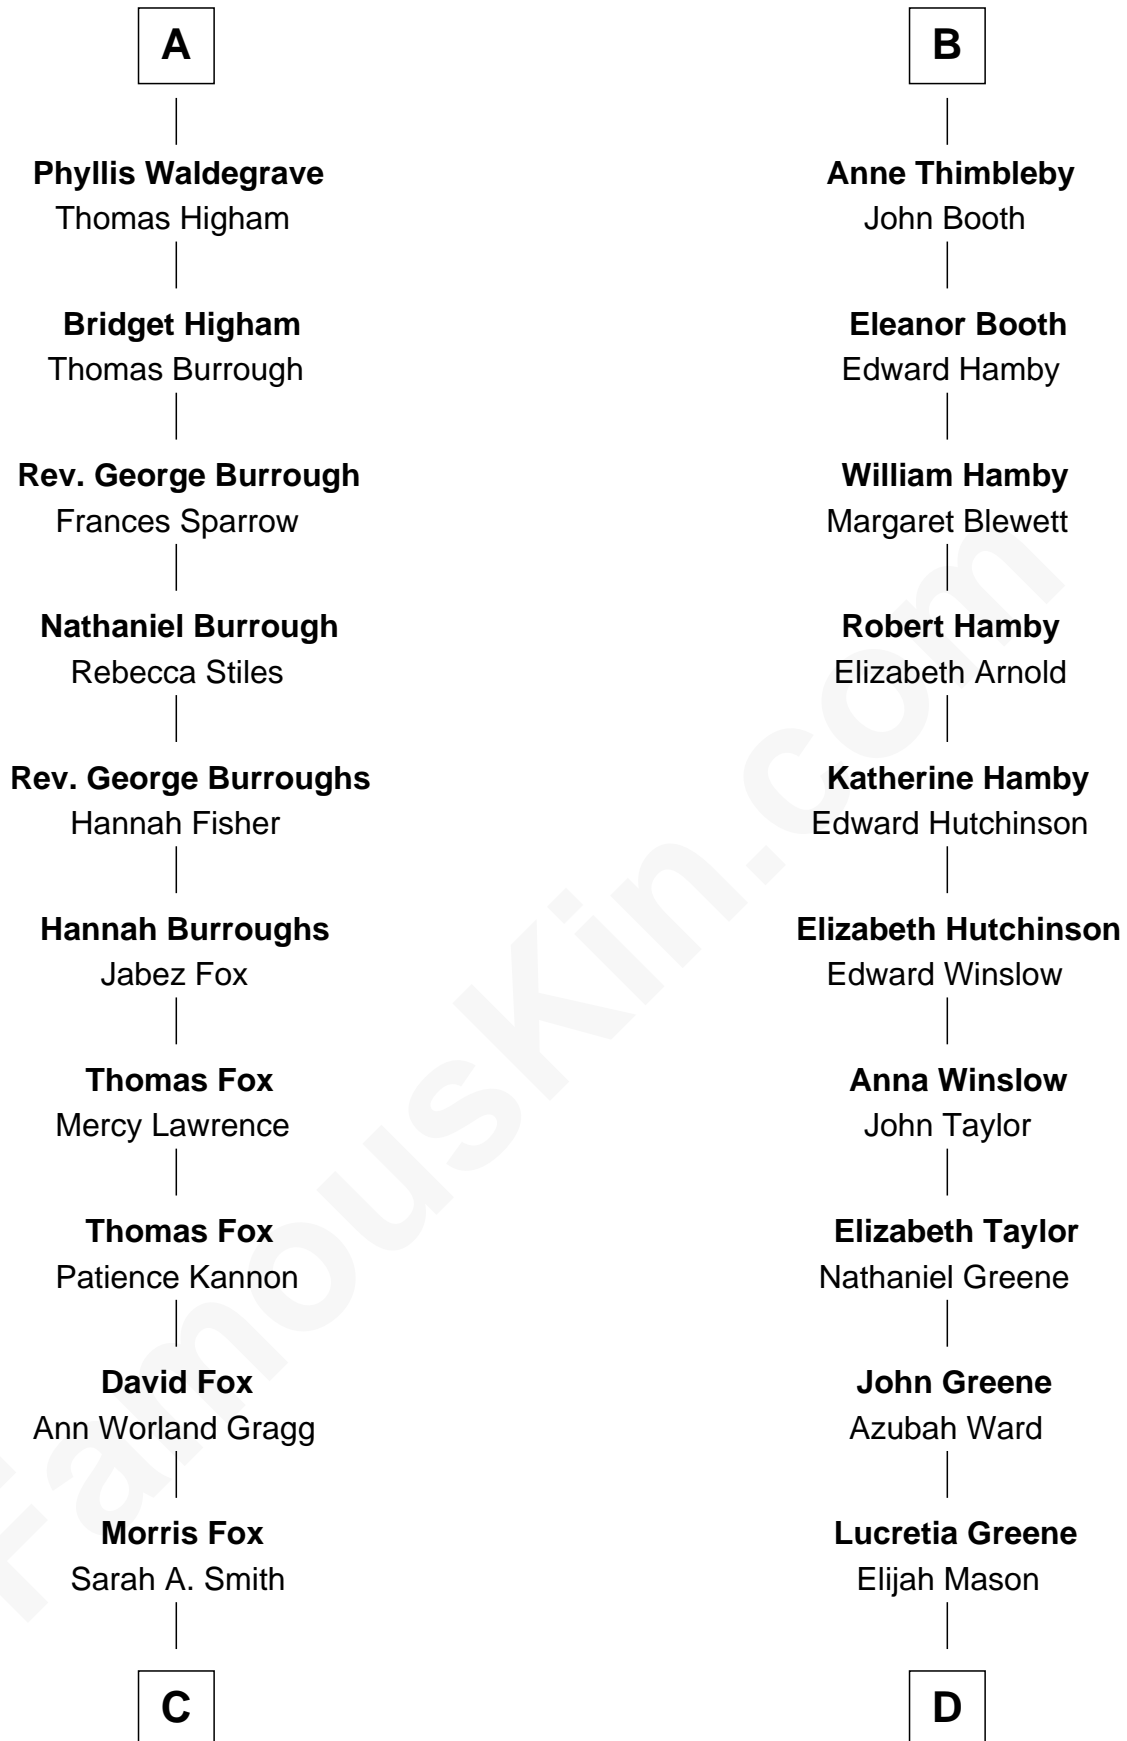 A
Phyllis Waldegrave
Thomas Higham
Bridget Higham
Thomas Burrough
Rev. George Burrough
Frances Sparrow
Nathaniel Burrough
Rebecca Stiles
Rev. George Burroughs
Hannah Fisher
Hannah Burroughs
Jabez Fox
Thomas Fox
Mercy Lawrence
Thomas Fox
Patience Kannon
David Fox
Ann Worland Gragg
Morris Fox
Sarah A. Smith
C
B
Anne Thimbleby
John Booth
Eleanor Booth
Edward Hamby
William Hamby
Margaret Blewett
Robert Hamby
Elizabeth Arnold
Katherine Hamby
Edward Hutchinson
Elizabeth Hutchinson
Edward Winslow
Anna Winslow
John Taylor
Elizabeth Taylor
Nathaniel Greene
John Greene
Azubah Ward
Lucretia Greene
Elijah Mason
D
FamousKin.com